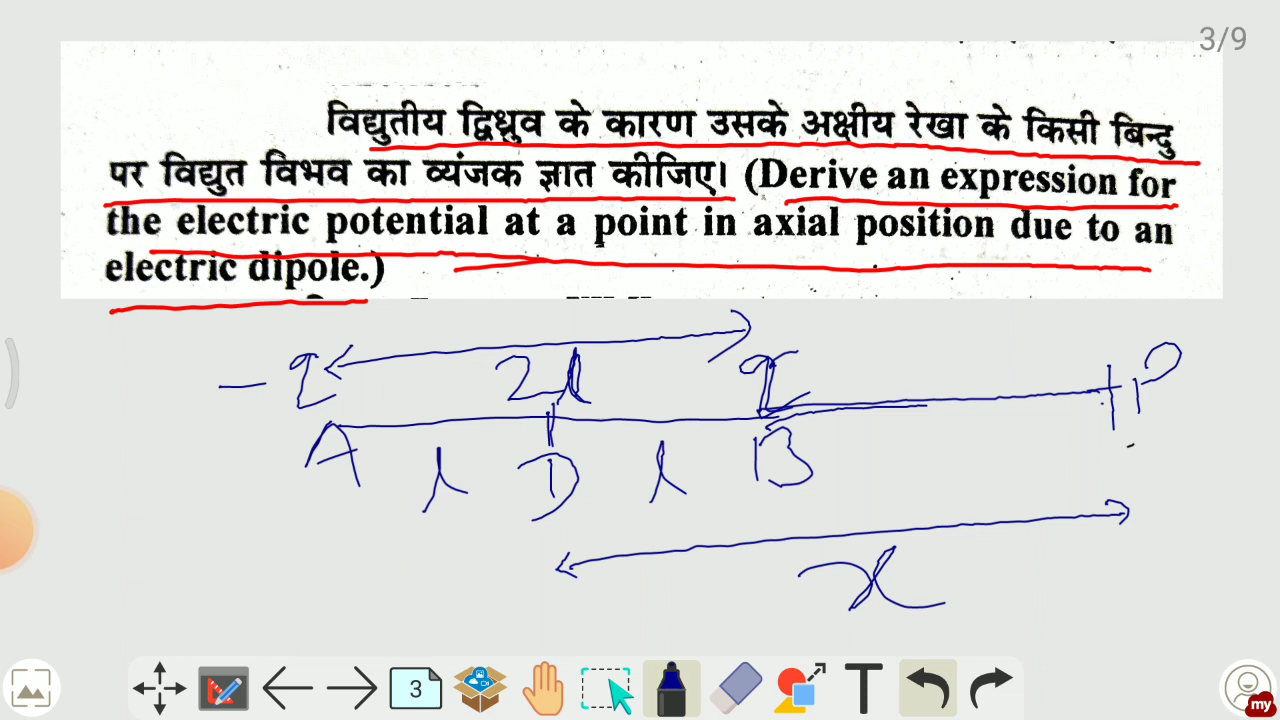 3/9
विद्युतीय द्विध्रुव के कारण उसके अक्षीय रेखा के किसी बिन्दु
पर विद्युत विभव का व्यंजक ज्ञात कीजिए। (Derive an expression for
the electric potential at a point in axial position due to an
electric dipole.)
- q 2l q P
A l D l B
x
3
T
my